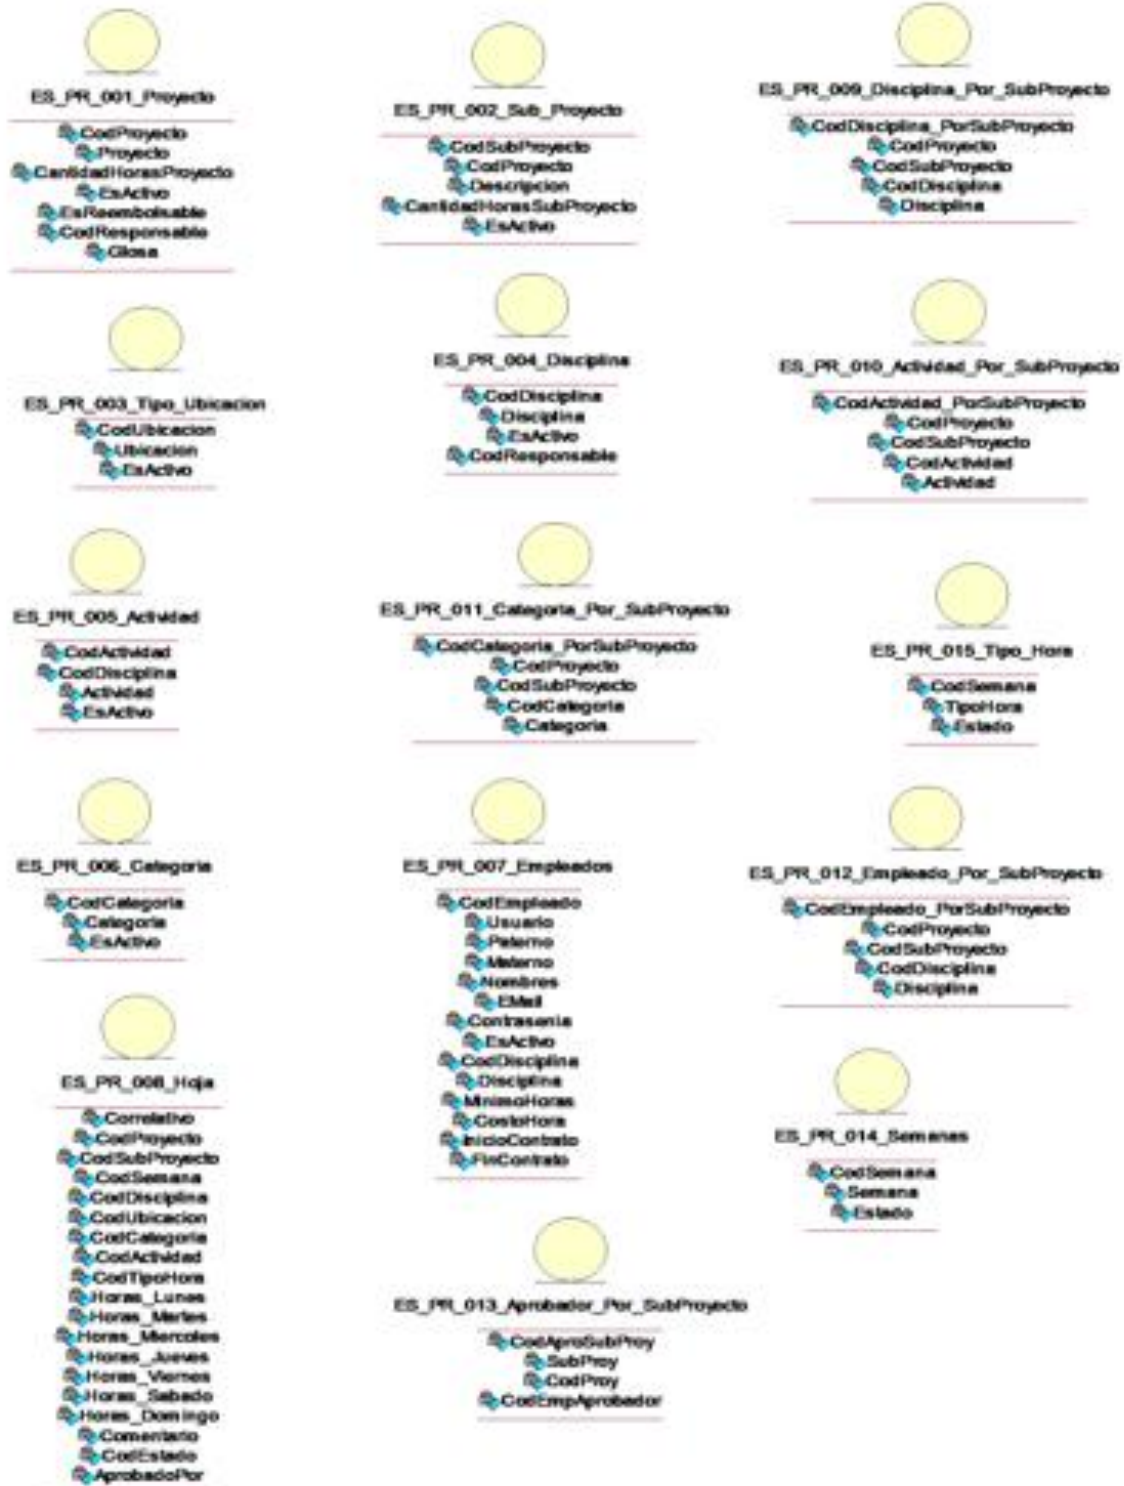 ES_PR_001_Proyecto
CodProyecto
Proyecto
CantidadHorasProyecto
EsActivo
EsReembolsable
CodResponsable
Glosa
ES_PR_002_Sub_Proyecto
CodSubProyecto
CodProyecto
Descripcion
CantidadHorasSubProyecto
EsActivo
ES_PR_009_Disciplina_Por_SubProyecto
CodDisciplina_PorSubProyecto
CodProyecto
CodSubProyecto
CodDisciplina
Disciplina
ES_PR_003_Tipo_Ubicacion
CodUbicacion
Ubicacion
EsActivo
ES_PR_004_Disciplina
CodDisciplina
Disciplina
EsActivo
CodResponsable
ES_PR_010_Actividad_Por_SubProyecto
CodActividad_PorSubProyecto
CodProyecto
CodSubProyecto
CodActividad
Actividad
ES_PR_005_Actividad
CodActividad
CodDisciplina
Actividad
EsActivo
ES_PR_011_Categoria_Por_SubProyecto
CodCategoria_PorSubProyecto
CodProyecto
CodSubProyecto
CodCategoria
Categoria
ES_PR_015_Tipo_Hora
CodSemana
TipoHora
Estado
ES_PR_006_Categoria
CodCategoria
Categoria
EsActivo
ES_PR_007_Empleados
CodEmpleado
Usuario
Paterno
Materno
Nombres
EMail
Contrasenia
EsActivo
CodDisciplina
Disciplina
MinimoHoras
CostoHora
InicioContrato
FinContrato
ES_PR_012_Empleado_Por_SubProyecto
CodEmpleado_PorSubProyecto
CodProyecto
CodSubProyecto
CodDisciplina
Disciplina
ES_PR_008_Hoja
Correlativo
CodProyecto
CodSubProyecto
CodSemana
CodDisciplina
CodUbicacion
CodCategoria
CodActividad
CodTipoHora
Horas_Lunes
Horas_Martes
Horas_Miercoles
Horas_Jueves
Horas_Viernes
Horas_Sabado
Horas_Domingo
Comentario
CodEstado
AprobadoPor
ES_PR_014_Semanas
CodSemana
Semana
Estado
ES_PR_013_Aprobador_Por_SubProyecto
CodAproSubProy
SubProy
CodProy
CodEmpAprobador